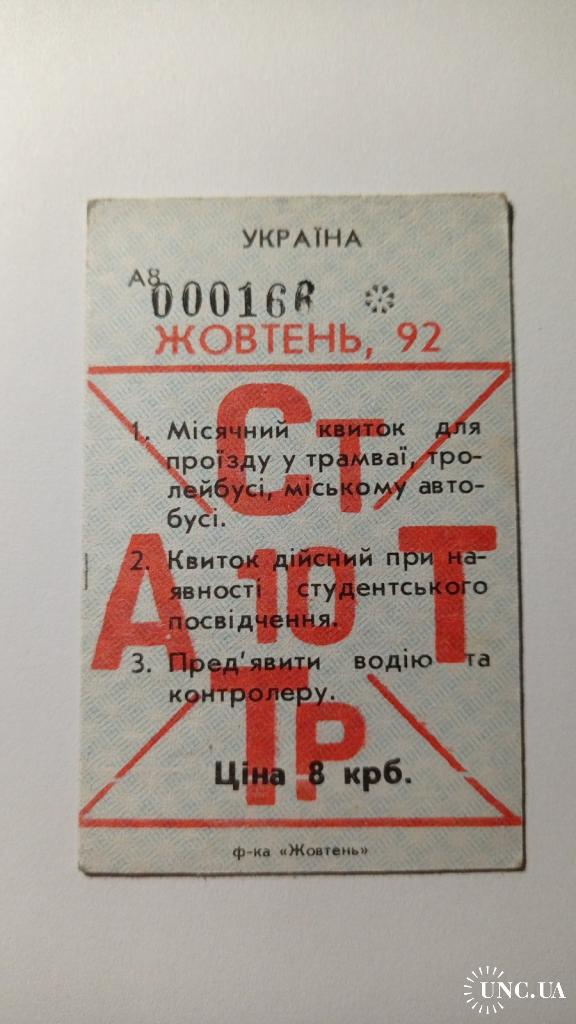 УКРАЇНА
А8
000168
ЖОВТЕНЬ, 92
Ст
1. Місячний квиток для
проїзду у трамваї, тро-
лейбусі, міському авто-
бусі.
А 10 Т
2. Квиток дійсний при на-
явності студентського
посвідчення.
3. Пред'явити водію та
контролеру.
Тр
Ціна 8 крб.
ф-ка «Жовтень»
UNC.UA